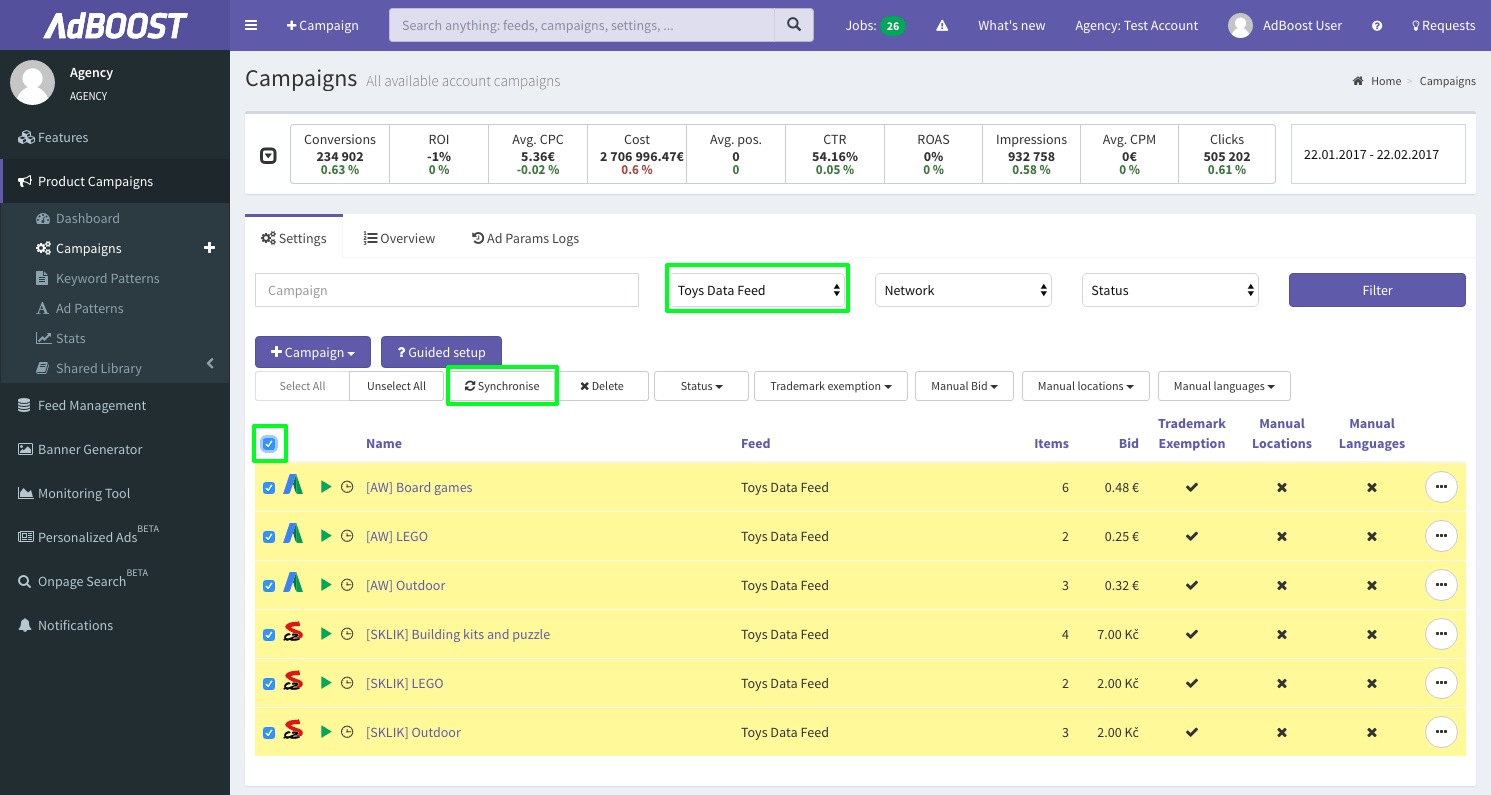 AdBOOST
+ Campaign
Search anything: feeds, campaigns, settings, ...
Jobs: 26
What's new
Agency: Test Account
AdBoost User
Requests
Agency
AGENCY
Features
Product Campaigns
Dashboard
Campaigns
Keyword Patterns
Ad Patterns
Stats
Shared Library
Feed Management
Banner Generator
Monitoring Tool
Personalized Ads BETA
Onpage Search BETA
Notifications
Campaigns All available account campaigns
Home > Campaigns
Conversions ROI Avg. CPC Cost Avg. pos. CTR ROAS Impressions Avg. CPM Clicks
234 902 -1% 5.36€ 2 706 996.47€ 0 54.16% 0% 932 758 0€ 505 202
0.63 % 0 % -0.02 % 0.6 % 0 0.05 % 0 % 0.58 % 0 % 0.61 %
22.01.2017 - 22.02.2017
Settings Overview Ad Params Logs
Campaign Toys Data Feed Network Status Filter
+ Campaign ? Guided setup
Select All Unselect All Synchronise Delete Status Trademark exemption Manual Bid Manual locations Manual languages
Name Feed Items Bid Trademark Exemption Manual Locations Manual Languages
[AW] Board games Toys Data Feed 6 0.48 €
[AW] LEGO Toys Data Feed 2 0.25 €
[AW] Outdoor Toys Data Feed 3 0.32 €
[SKLIK] Building kits and puzzle Toys Data Feed 4 7.00 Kč
[SKLIK] LEGO Toys Data Feed 2 2.00 Kč
[SKLIK] Outdoor Toys Data Feed 3 2.00 Kč